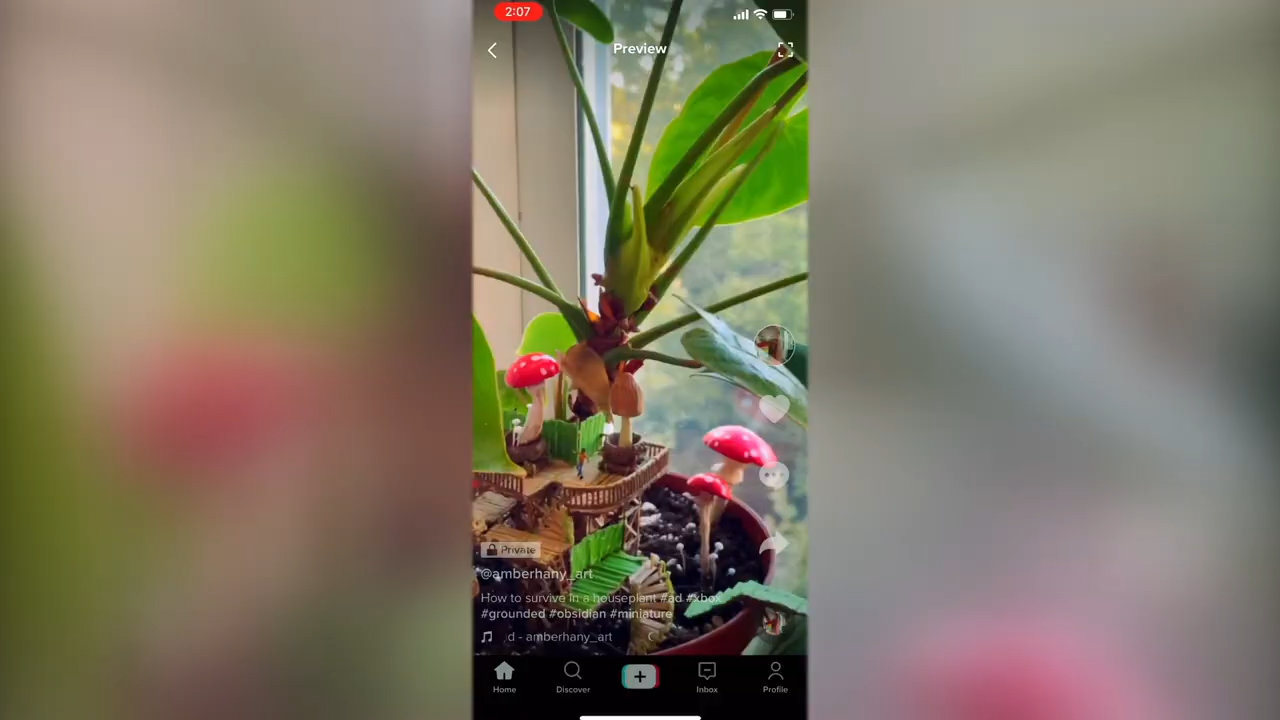 2:07
Preview
Private
@amberhany_art
How to survive in a houseplant #ad #xbox
#grounded #obsidian #miniature
d - amberhany_art
Home
Discover
Inbox
Profile